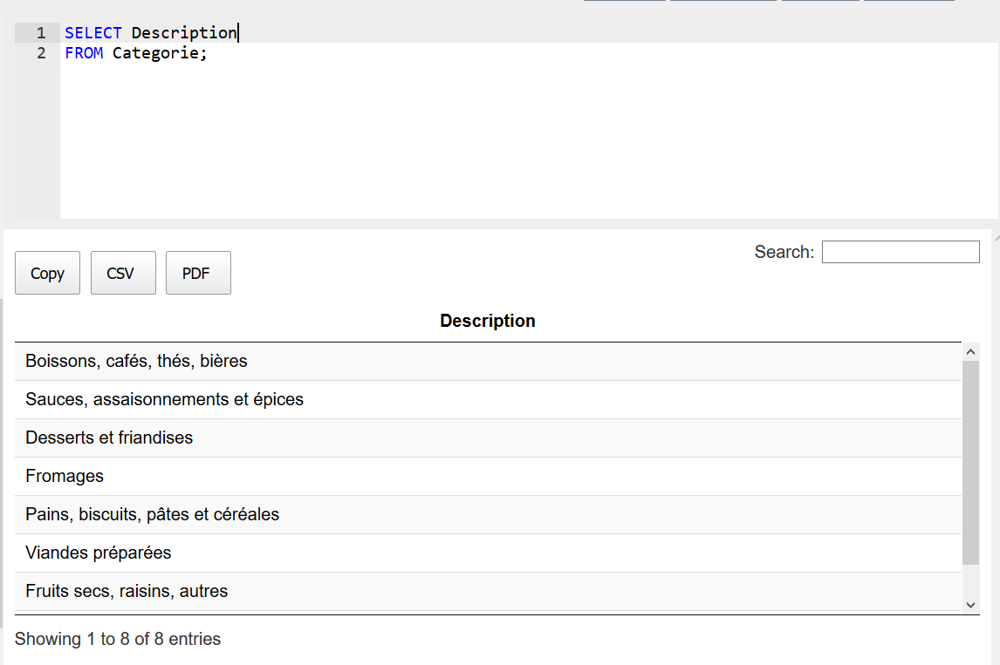 1 SELECT Description
2 FROM Categorie;
Search:
Copy CSV PDF
Description
Boissons, cafés, thés, bières
Sauces, assaisonnements et épices
Desserts et friandises
Fromages
Pains, biscuits, pâtes et céréales
Viandes préparées
Fruits secs, raisins, autres
Showing 1 to 8 of 8 entries